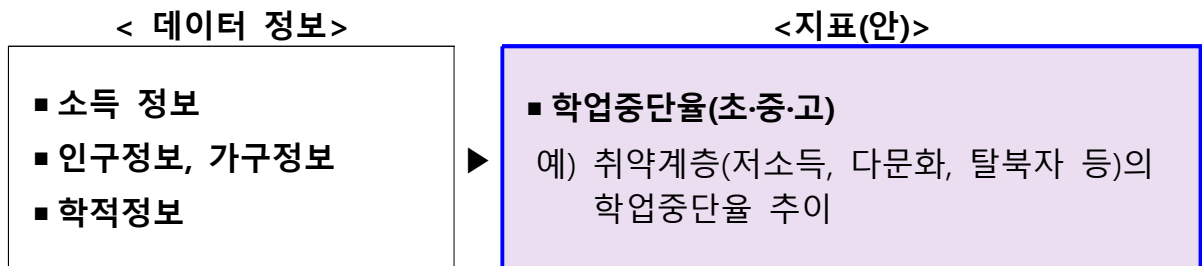 < 데이터 정보>
<지표(안)>
▪ 소득 정보
▪ 인구정보, 가구정보
▪ 학적정보
▶
▪ 학업중단율(초·중·고)
예) 취약계층(저소득, 다문화, 탈북자 등)의
학업중단율 추이